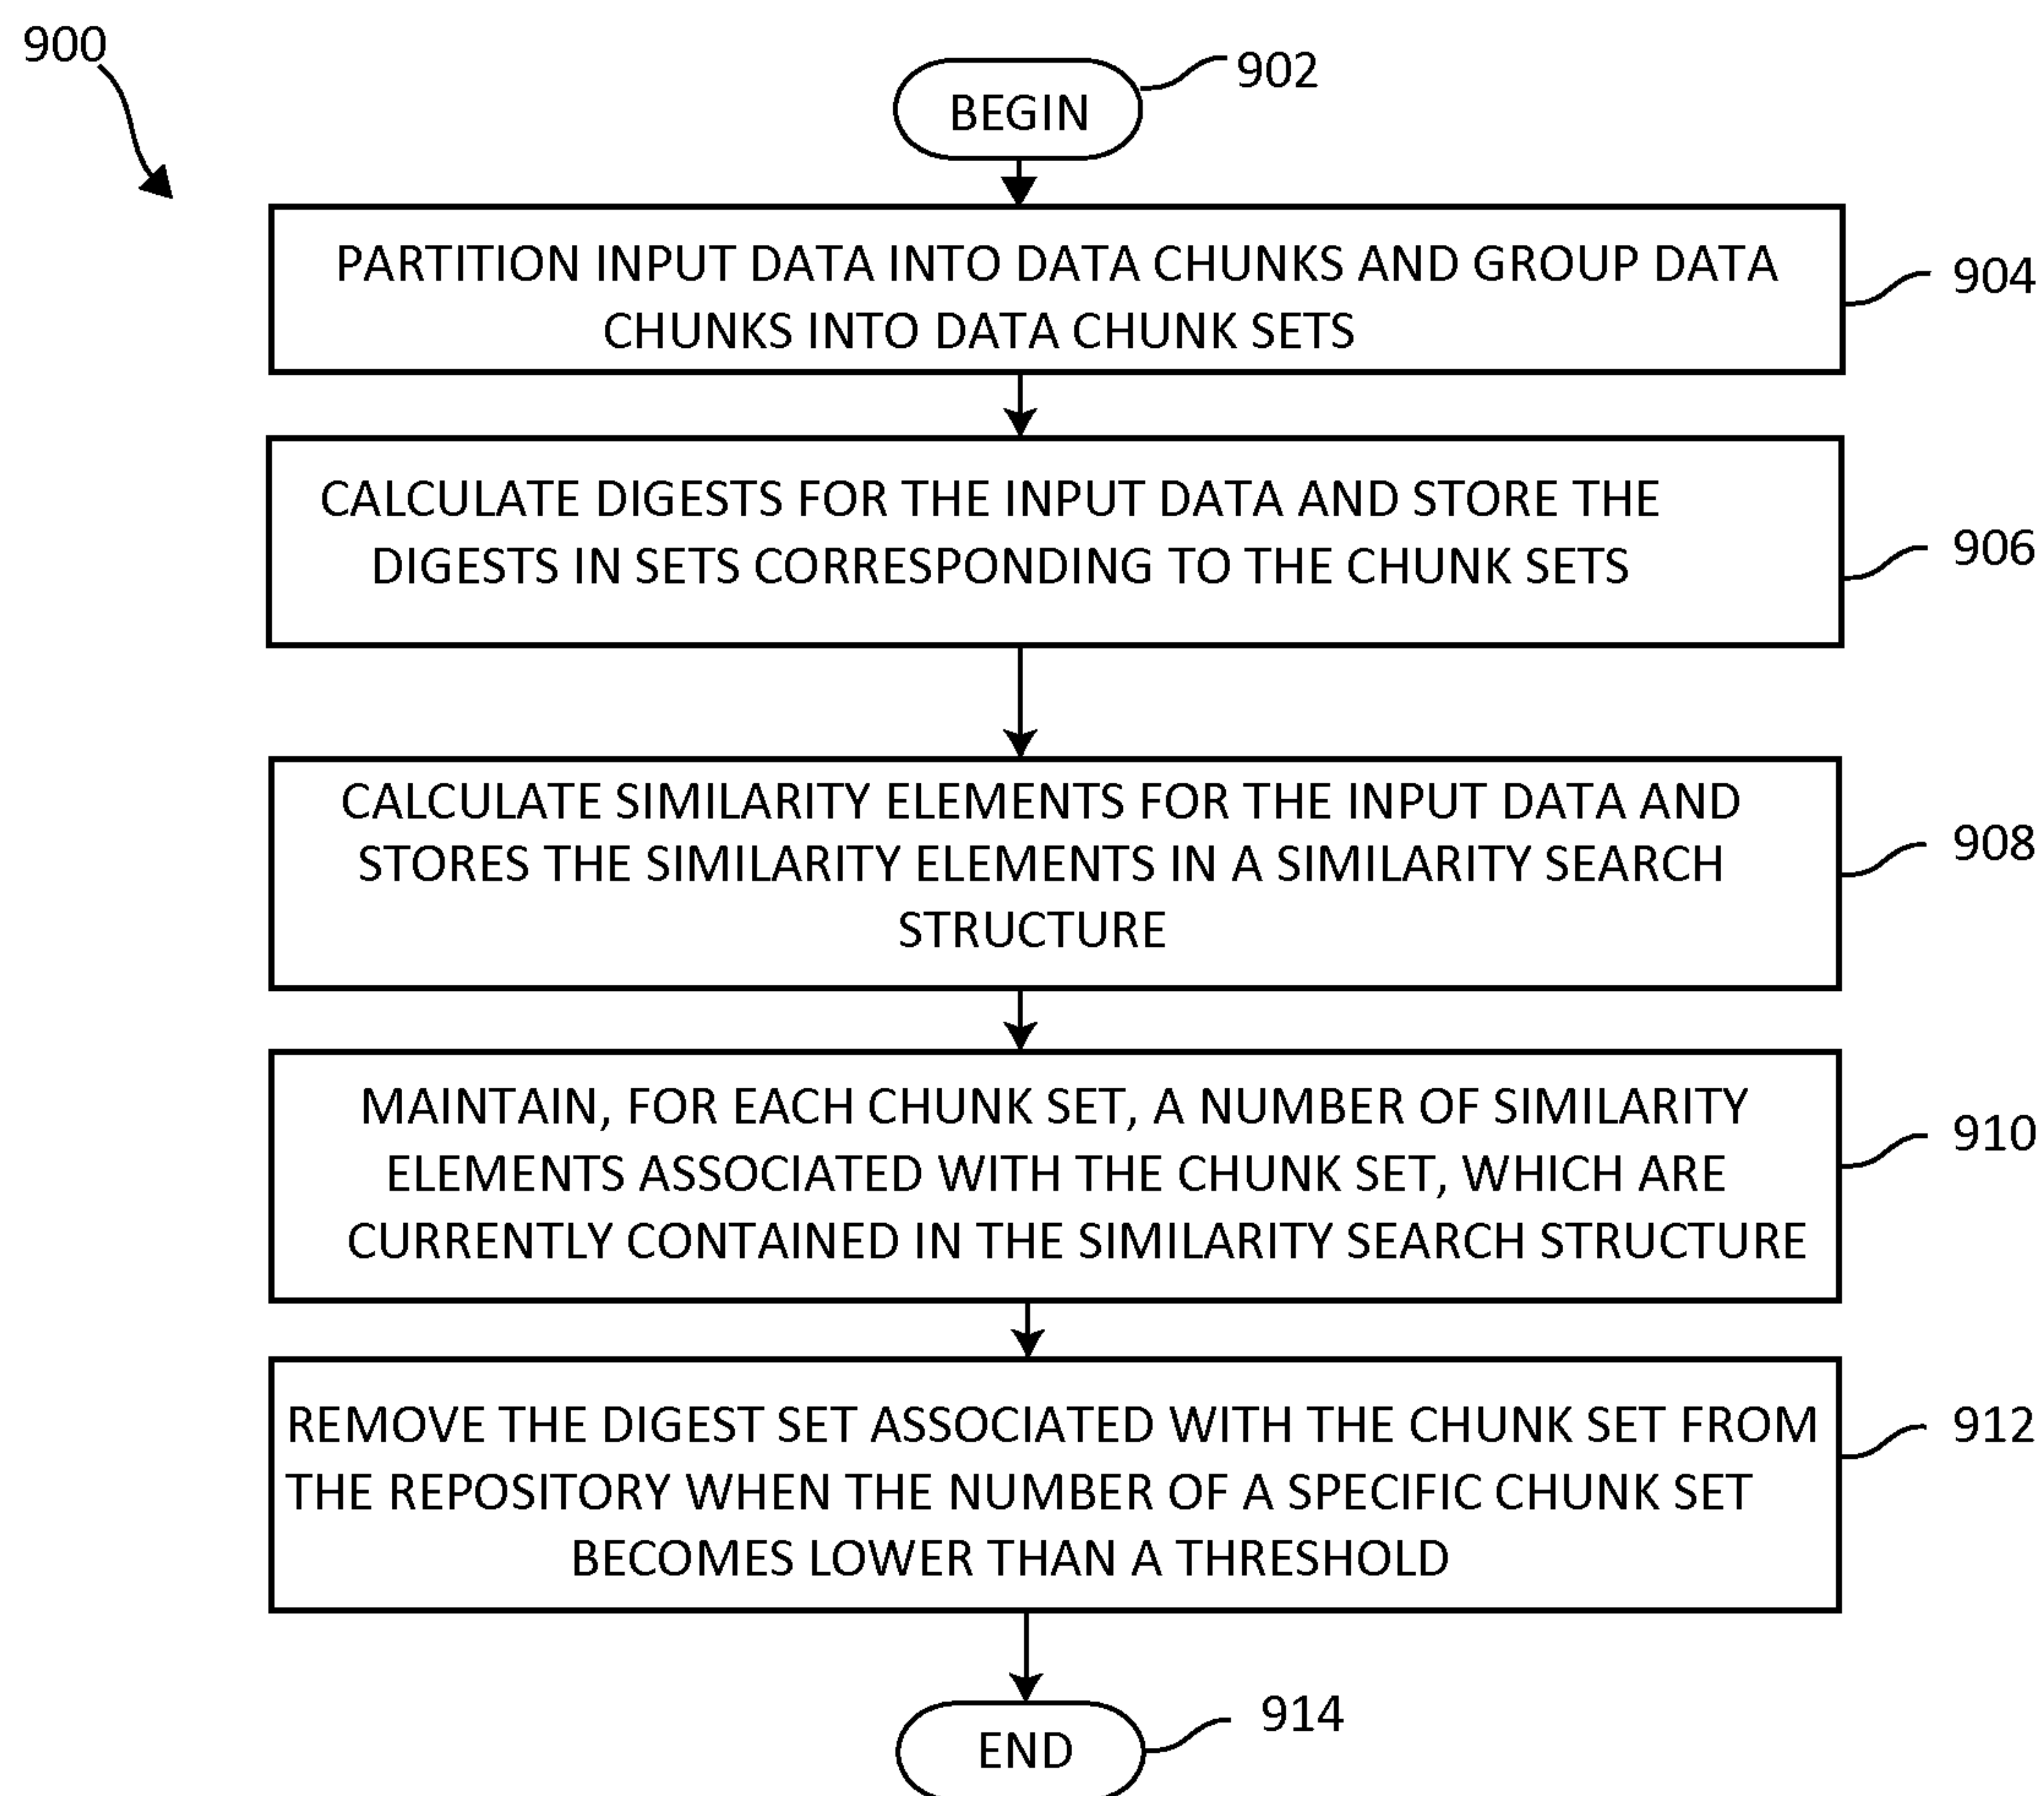 900
BEGIN
902
PARTITION INPUT DATA INTO DATA CHUNKS AND GROUP DATA
CHUNKS INTO DATA CHUNK SETS
904
CALCULATE DIGESTS FOR THE INPUT DATA AND STORE THE
DIGESTS IN SETS CORRESPONDING TO THE CHUNK SETS
906
CALCULATE SIMILARITY ELEMENTS FOR THE INPUT DATA AND
STORES THE SIMILARITY ELEMENTS IN A SIMILARITY SEARCH
STRUCTURE
908
MAINTAIN, FOR EACH CHUNK SET, A NUMBER OF SIMILARITY
ELEMENTS ASSOCIATED WITH THE CHUNK SET, WHICH ARE
CURRENTLY CONTAINED IN THE SIMILARITY SEARCH STRUCTURE
910
REMOVE THE DIGEST SET ASSOCIATED WITH THE CHUNK SET FROM
THE REPOSITORY WHEN THE NUMBER OF A SPECIFIC CHUNK SET
BECOMES LOWER THAN A THRESHOLD
912
END
914